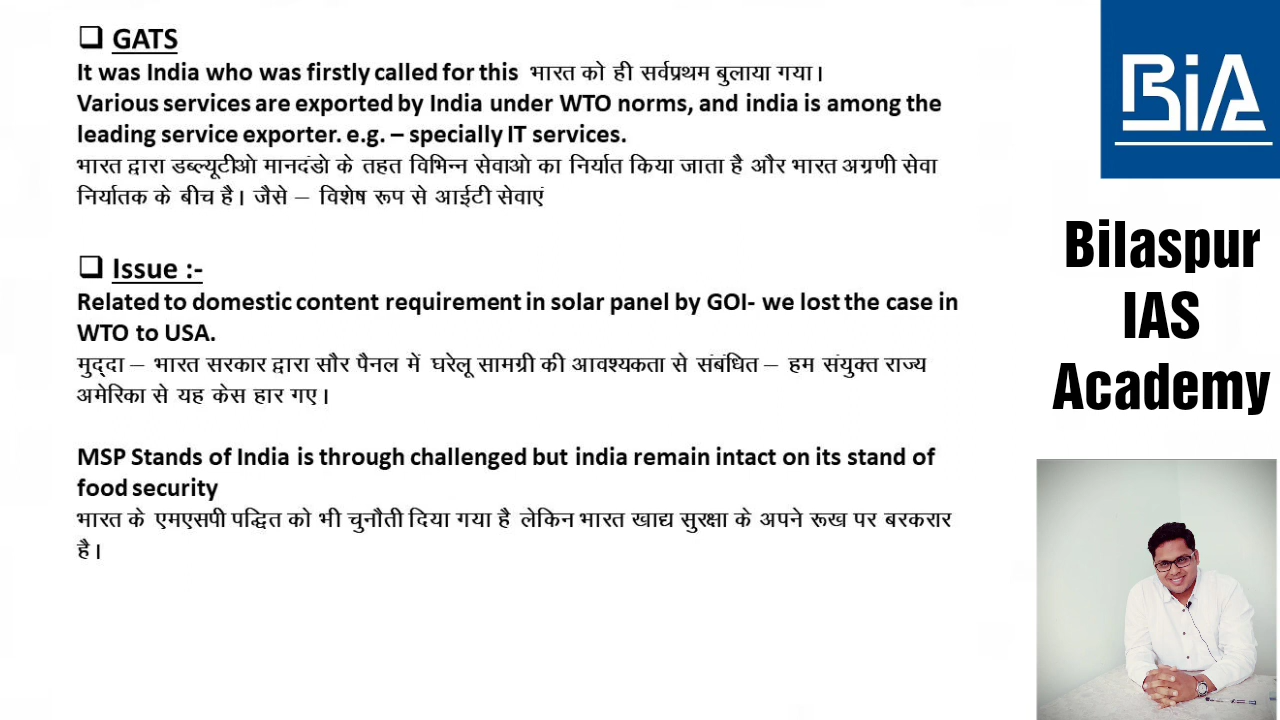 ❑ GATS
It was India who was firstly called for this भारत को ही सर्वप्रथम बुलाया गया।
Various services are exported by India under WTO norms, and india is among the
leading service exporter. e.g. – specially IT services.
भारत द्वारा डब्ल्यूटीओ मानदंडो के तहत विभिन्न सेवाओ का निर्यात किया जाता है और भारत अग्रणी सेवा
निर्यातक के बीच है। जैसे – विशेष रूप से आईटी सेवाएं
❑ Issue :-
Related to domestic content requirement in solar panel by GOI- we lost the case in
WTO to USA.
मुद्‌दा – भारत सरकार द्वारा सौर पैनल में घरेलू सामग्री की आवश्यकता से संबंधित – हम संयुक्त राज्य
अमेरिका से यह केस हार गए।
MSP Stands of India is through challenged but india remain intact on its stand of
food security
भारत के एमएसपी पद्धित को भी चुनौती दिया गया है लेकिन भारत खाद्य सुरक्षा के अपने रूख पर बरकरार
है।
BiA
Bilaspur
IAS
Academy